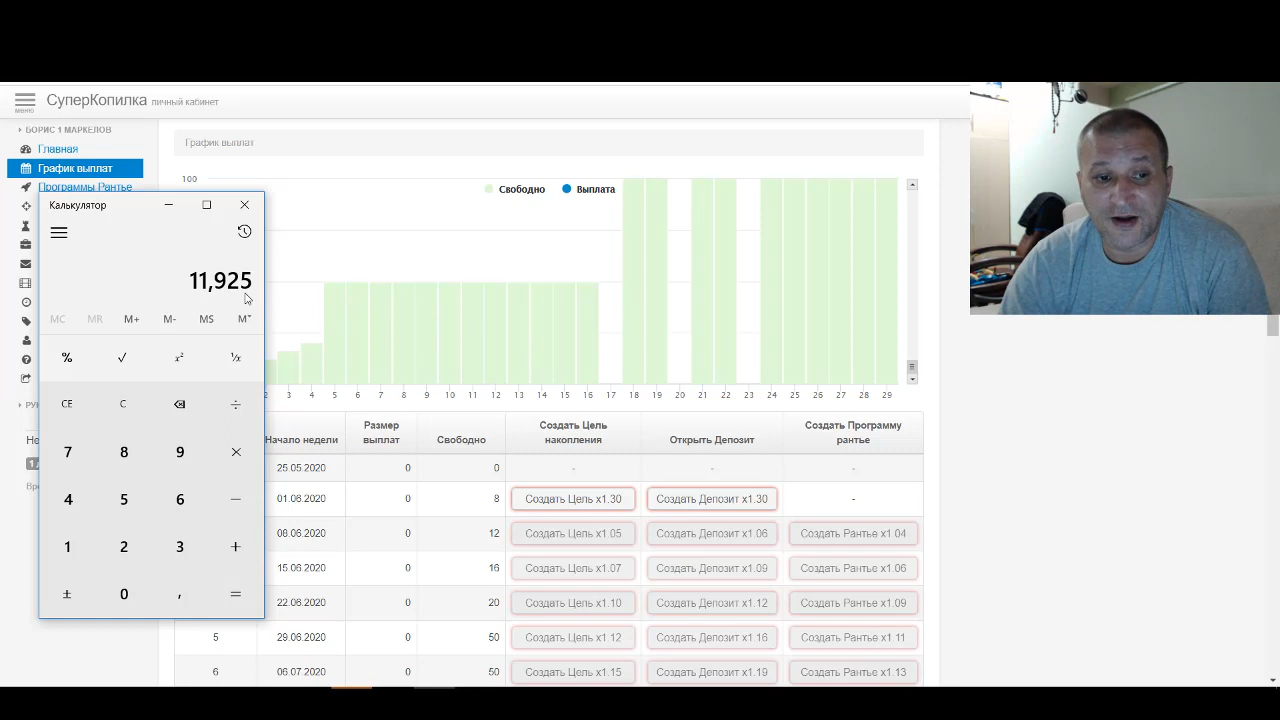 СуперКопилка личный кабинет
меню
БОРИС 1 МАРКЕЛОВ
Главная
График выплат
Программы Рантье
График выплат
100
Свободно
Выплата
2 3 4 5 6 7 8 9 10 11 12 13 14 15 16 17 18 19 20 21 22 23 24 25 26 27 28 29
Калькулятор
11,925
MC MR M+ M- MS M˅
% √ x² ¹/x
CE C ÷
7 8 9 ×
4 5 6 −
1 2 3 +
± 0 , =
Начало недели Размер выплат Свободно Создать Цель накопления Открыть Депозит Создать Программу рантье
25.05.2020 0 0 - - -
01.06.2020 0 8 Создать Цель x1.30 Создать Депозит x1.30 -
08.06.2020 0 12 Создать Цель x1.05 Создать Депозит x1.06 Создать Рантье x1.04
15.06.2020 0 16 Создать Цель x1.07 Создать Депозит x1.09 Создать Рантье x1.06
22.06.2020 0 20 Создать Цель x1.10 Создать Депозит x1.12 Создать Рантье x1.09
5 29.06.2020 0 50 Создать Цель x1.12 Создать Депозит x1.16 Создать Рантье x1.11
6 06.07.2020 0 50 Создать Цель x1.15 Создать Депозит x1.19 Создать Рантье x1.13